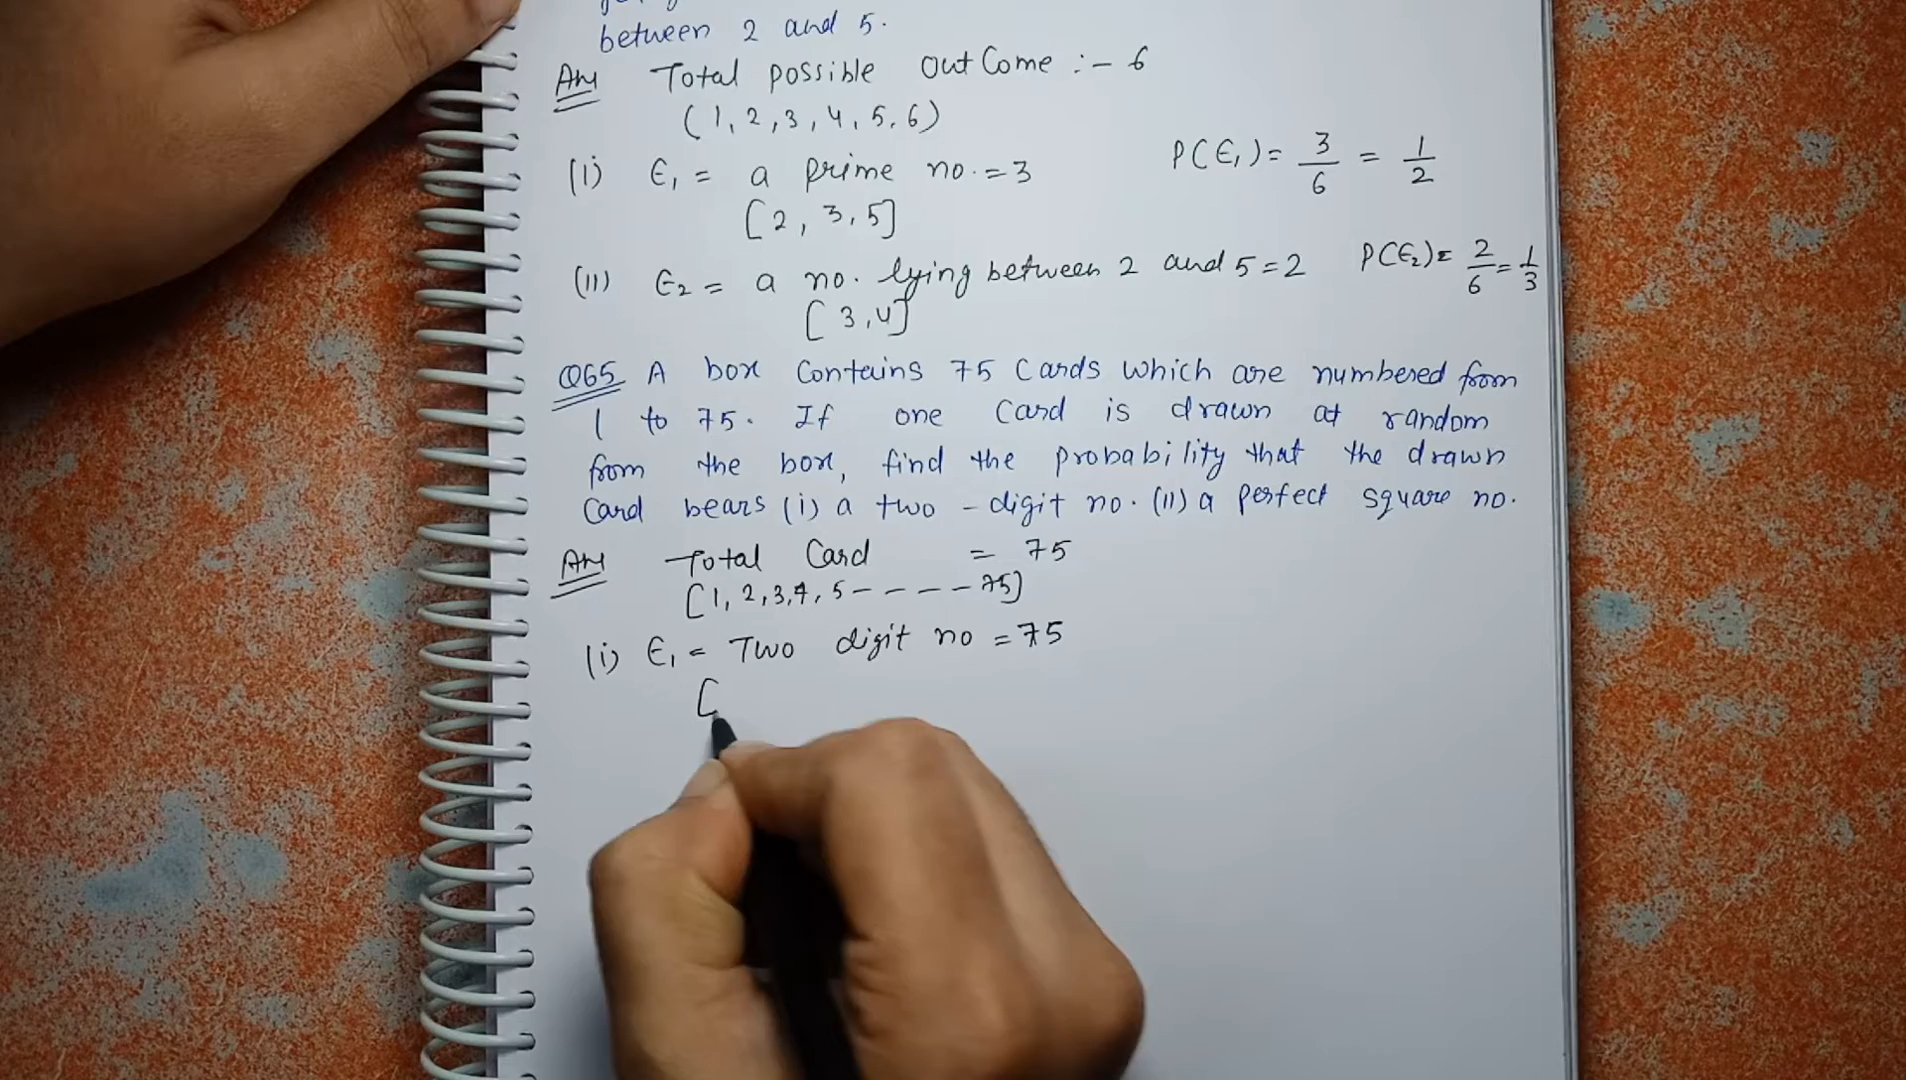 between 2 and 5.
Ans Total possible outCome :- 6
(1, 2, 3, 4, 5, 6)
(i) E₁ = a prime no. = 3 P(E₁) = 3/6 = 1/2
[2, 3, 5]
(ii) E₂ = a no. lying between 2 and 5 = 2 P(E₂) = 2/6 = 1/3
[3, 4]
Q65 A box Contains 75 Cards which are numbered from
1 to 75. If one Card is drawn at random
from the box, find the probability that the drawn
Card bears (i) a two - digit no. (ii) a perfect square no.
Ans Total Card = 75
[1, 2, 3, 4, 5 - - - - 75]
(i) E₁ = Two digit no = 75
[